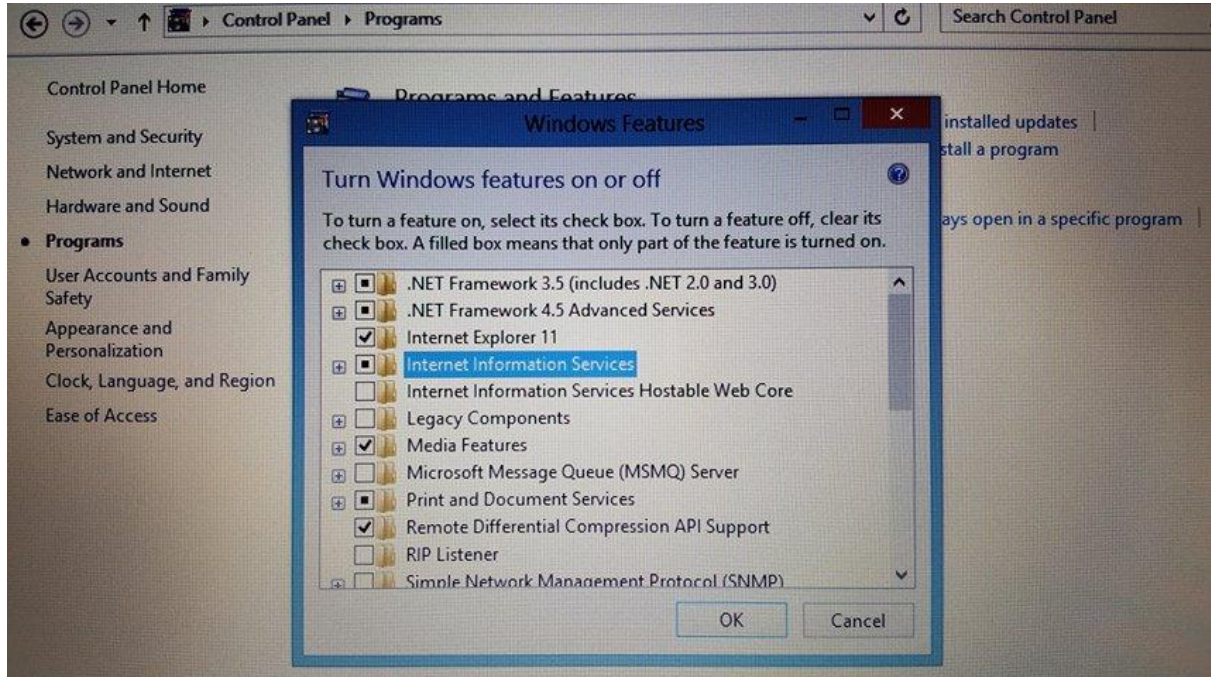 Control Panel Programs
Search Control Panel
Control Panel Home
System and Security
Network and Internet
Hardware and Sound
Programs
User Accounts and Family
Safety
Appearance and
Personalization
Clock, Language, and Region
Ease of Access
Programs and Features
installed updates
stall a program
ays open in a specific program
Windows Features
Turn Windows features on or off
To turn a feature on, select its check box. To turn a feature off, clear its
check box. A filled box means that only part of the feature is turned on.
.NET Framework 3.5 (includes .NET 2.0 and 3.0)
.NET Framework 4.5 Advanced Services
Internet Explorer 11
Internet Information Services
Internet Information Services Hostable Web Core
Legacy Components
Media Features
Microsoft Message Queue (MSMQ) Server
Print and Document Services
Remote Differential Compression API Support
RIP Listener
Simple Network Management Protocol (SNMP)
OK Cancel